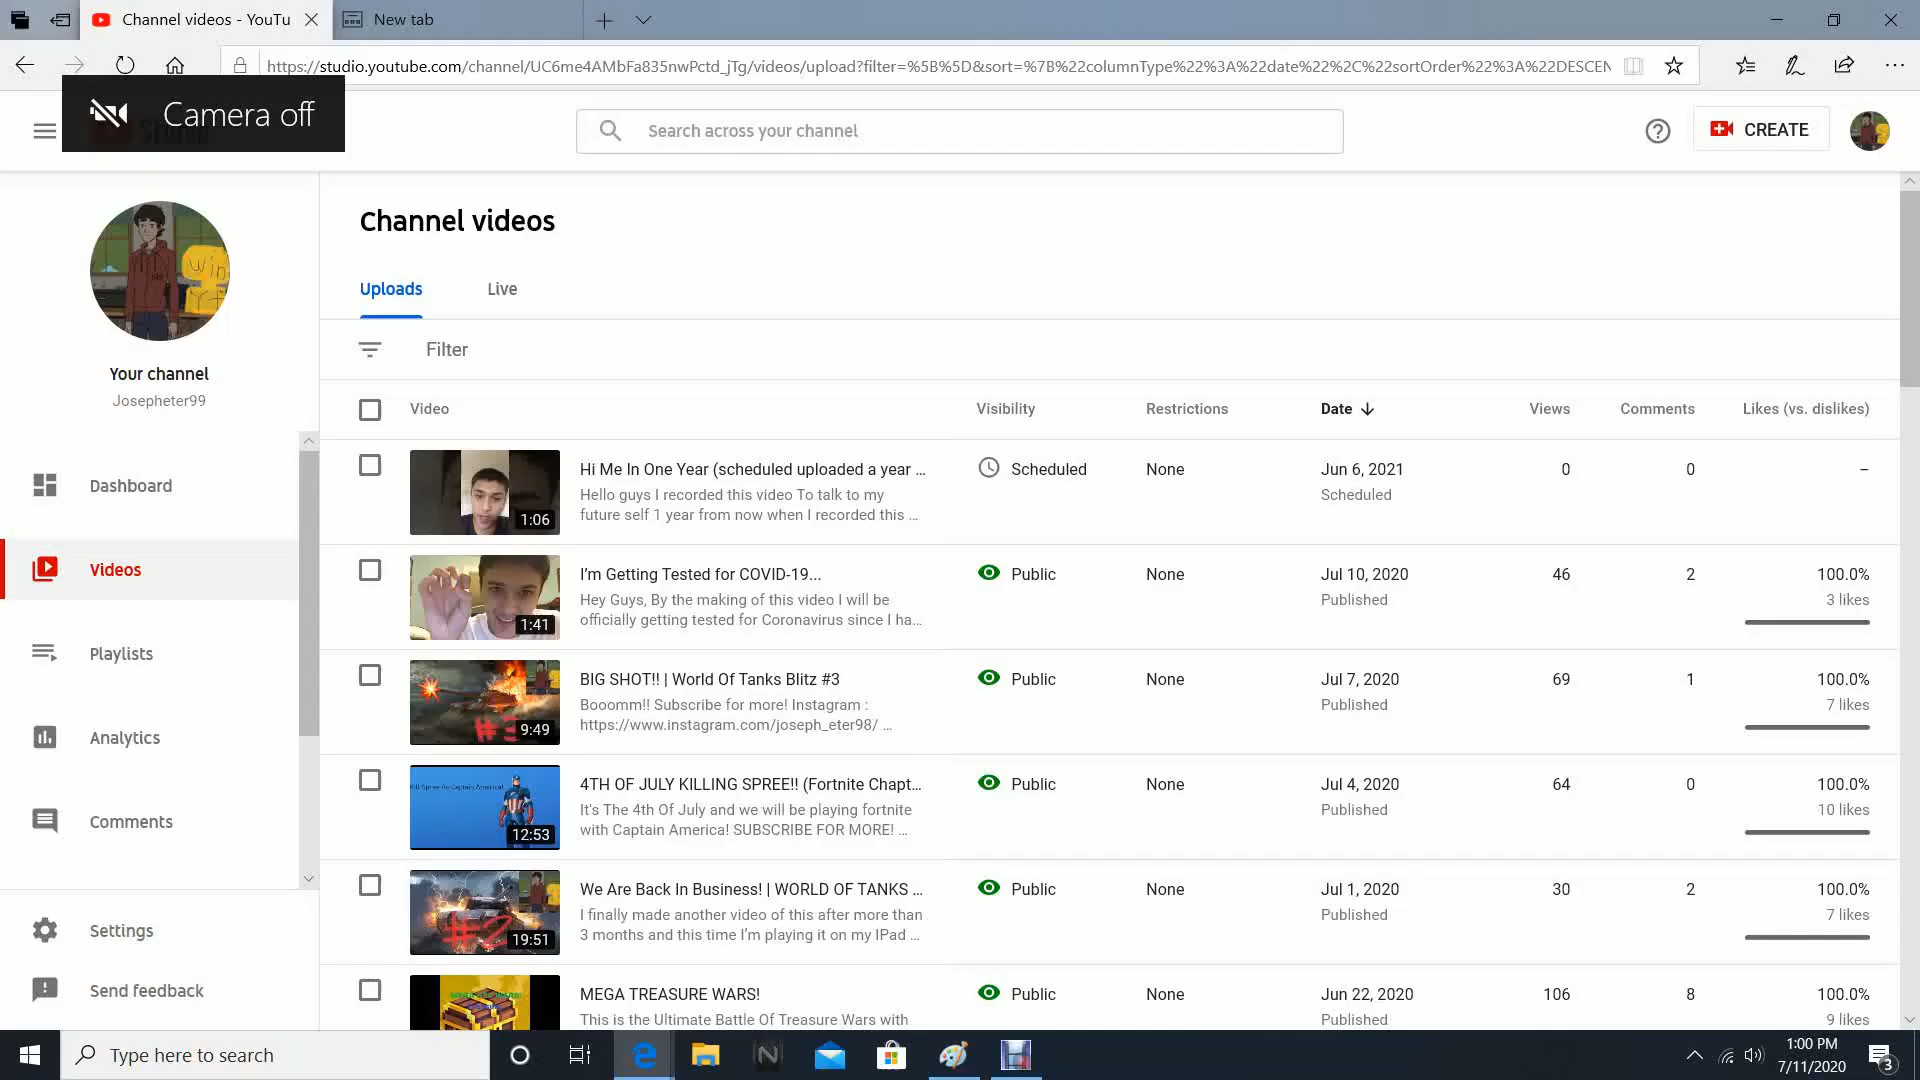 Channel videos - YouTu
New tab
https://studio.youtube.com/channel/UC6me4AMbFa835nwPctd_jTg/videos/upload?filter=%5B%5D&sort=%7B%22columnType%22%3A%22date%22%2C%22sortOrder%22%3A%22DESCEN
Camera off
Search across your channel
CREATE
Channel videos
Uploads
Live
Filter
Win
Your channel
Josepheter99
Dashboard
Videos
Playlists
Analytics
Comments
Settings
Send feedback
Video Visibility Restrictions Date Views Comments Likes (vs. dislikes)
Hi Me In One Year (scheduled uploaded a year ... Scheduled None Jun 6, 2021 0 0 –
Hello guys I recorded this video To talk to my Scheduled
future self 1 year from now when I recorded this ...
1:06
I'm Getting Tested for COVID-19... Public None Jul 10, 2020 46 2 100.0%
Hey Guys, By the making of this video I will be Published 3 likes
officially getting tested for Coronavirus since I ha...
1:41
BIG SHOT!! | World Of Tanks Blitz #3 Public None Jul 7, 2020 69 1 100.0%
Booomm!! Subscribe for more! Instagram : Published 7 likes
https://www.instagram.com/joseph_eter98/ ...
#3
9:49
4TH OF JULY KILLING SPREE!! (Fortnite Chapt... Public None Jul 4, 2020 64 0 100.0%
It's The 4th Of July and we will be playing fortnite Published 10 likes
with Captain America! SUBSCRIBE FOR MORE! ...
Kill Spree As Captain America!
12:53
We Are Back In Business! | WORLD OF TANKS ... Public None Jul 1, 2020 30 2 100.0%
I finally made another video of this after more than Published 7 likes
3 months and this time I'm playing it on my IPad ...
#2
19:51
MEGA TREASURE WARS! Public None Jun 22, 2020 106 8 100.0%
This is the Ultimate Battle Of Treasure Wars with Published 9 likes
Type here to search
1:00 PM
7/11/2020
3